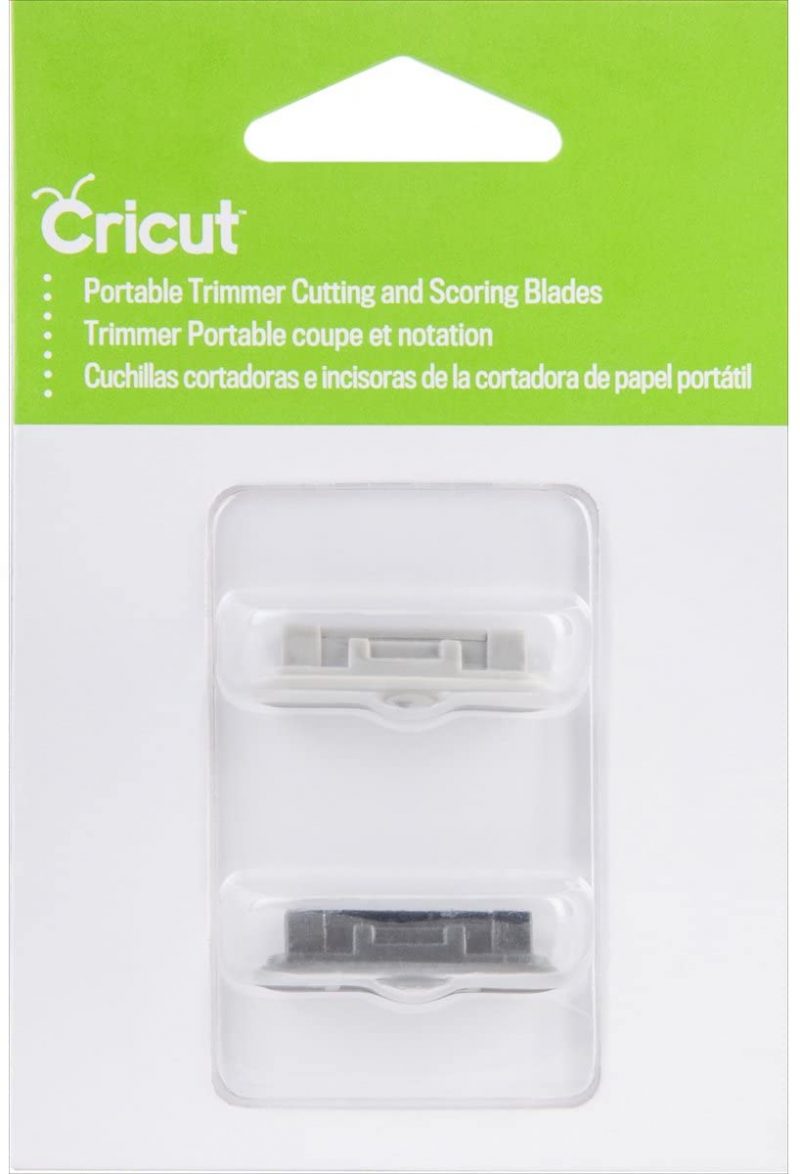 Cricut™
Portable Trimmer Cutting and Scoring Blades
Trimmer Portable coupe et notation
Cuchillas cortadoras e incisoras de la cortadora de papel portátil